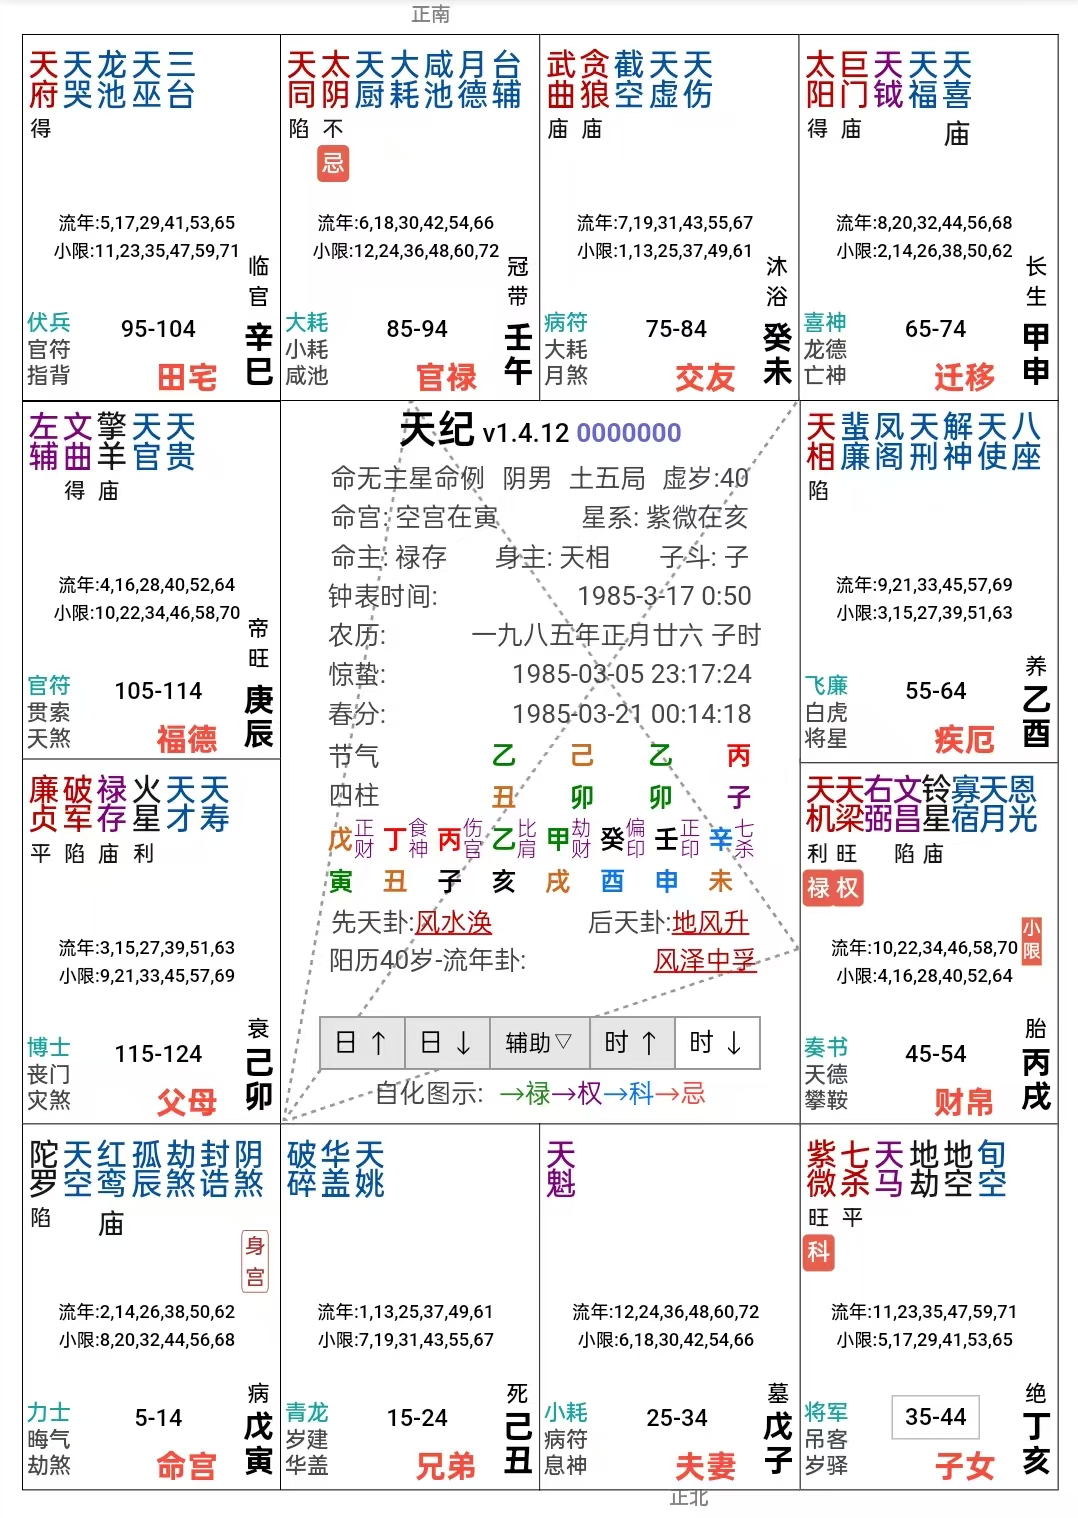 正南
天府 天哭 龙池 天巫 三台
得
流年:5,17,29,41,53,65
小限:11,23,35,47,59,71
临官
伏兵
官符
指背
95-104
田宅
辛巳
天同 太阴 天厨 大耗 咸池 月德 台辅
陷 不
忌
流年:6,18,30,42,54,66
小限:12,24,36,48,60,72
冠带
大耗
小耗
咸池
85-94
官禄
壬午
武曲 贪狼 截空 天虚 天伤
庙 庙
流年:7,19,31,43,55,67
小限:1,13,25,37,49,61
沐浴
病符
大耗
月煞
75-84
交友
癸未
太阳 巨门 天钺 天福 天喜
得 庙 庙
流年:8,20,32,44,56,68
小限:2,14,26,38,50,62
长生
喜神
龙德
亡神
65-74
迁移
甲申
左辅 文曲 擎羊 天官 天贵
得 庙
流年:4,16,28,40,52,64
小限:10,22,34,46,58,70
帝旺
官符
贯索
天煞
105-114
福德
庚辰
天纪 v1.4.12 0000000
命无主星命例 阴男 土五局 虚岁:40
命宫: 空宫在寅 星系: 紫微在亥
命主: 禄存 身主: 天相 子斗: 子
钟表时间: 1985-3-17 0:50
农历: 一九八五年正月廿六 子时
惊蛰: 1985-03-05 23:17:24
春分: 1985-03-21 00:14:18
节气 乙 己 乙 丙
四柱 丑 卯 卯 子
戊正财 丁食神 丙伤官 乙比肩 甲劫财 癸偏印 壬正印 辛七杀
寅 丑 子 亥 戌 酉 申 未
先天卦:风水涣 后天卦:地风升
阳历40岁-流年卦: 风泽中孚
日 ↑ 日 ↓ 辅助▽ 时 ↑ 时 ↓
自化图示: →禄→权→科→忌
天相 蜚廉 凤阁 天刑 解神 天使 八座
陷
流年:9,21,33,45,57,69
小限:3,15,27,39,51,63
养
飞廉
白虎
将星
55-64
疾厄
乙酉
廉贞 破军 禄存 火星 天才 天寿
平 陷 庙 利
流年:3,15,27,39,51,63
小限:9,21,33,45,57,69
衰
博士
丧门
灾煞
115-124
父母
己卯
天机 天梁 右弼 文昌 铃星 寡宿 天月 恩光
利 旺 陷 庙
禄 权
小限
流年:10,22,34,46,58,70
小限:4,16,28,40,52,64
胎
奏书
天德
攀鞍
45-54
财帛
丙戌
陀罗 天空 红鸾 孤辰 劫煞 封诰 阴煞
陷 庙
身宫
流年:2,14,26,38,50,62
小限:8,20,32,44,56,68
病
力士
晦气
劫煞
5-14
命宫
戊寅
破碎 华盖 天姚
流年:1,13,25,37,49,61
小限:7,19,31,43,55,67
死
青龙
岁建
华盖
15-24
兄弟
己丑
天魁
流年:12,24,36,48,60,72
小限:6,18,30,42,54,66
墓
小耗
病符
息神
25-34
夫妻
戊子
紫微 七杀 天马 地劫 地空 旬空
旺 平
科
流年:11,23,35,47,59,71
小限:5,17,29,41,53,65
绝
将军
吊客
岁驿
35-44
子女
丁亥
正北